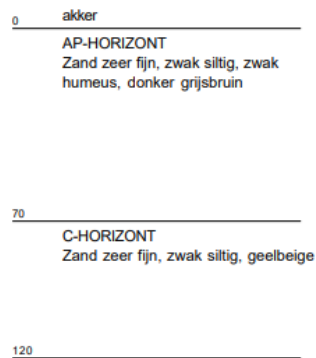 0 akker
AP-HORIZONT
Zand zeer fijn, zwak siltig, zwak
humeus, donker grijsbruin
70
C-HORIZONT
Zand zeer fijn, zwak siltig, geelbeige
120